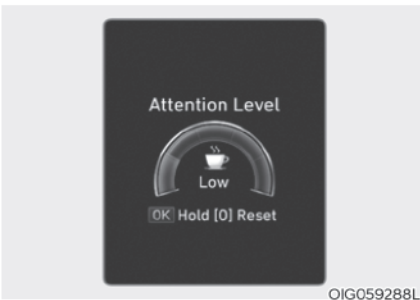 Attention Level
Low
OK Hold [0] Reset
OIG059288L